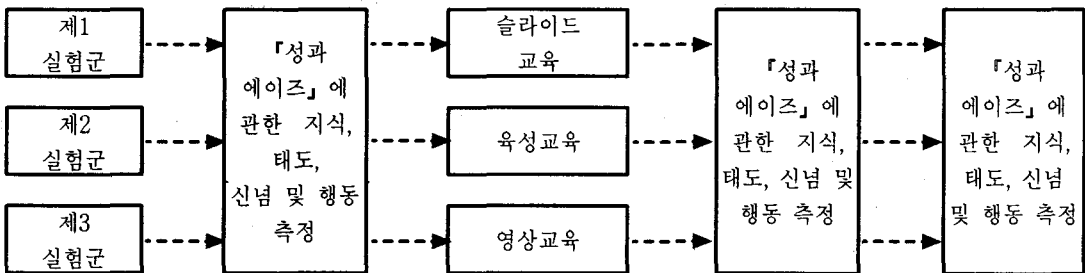 제1
실험군
제2
실험군
제3
실험군
『성과
에이즈』에
관한 지식,
태도,
신념 및 행동
측정
슬라이드
교육
육성교육
영상교육
『성과
에이즈』에
관한 지식,
태도, 신념 및
행동 측정
『성과
에이즈』에
관한 지식,
태도, 신념
및 행동 측정